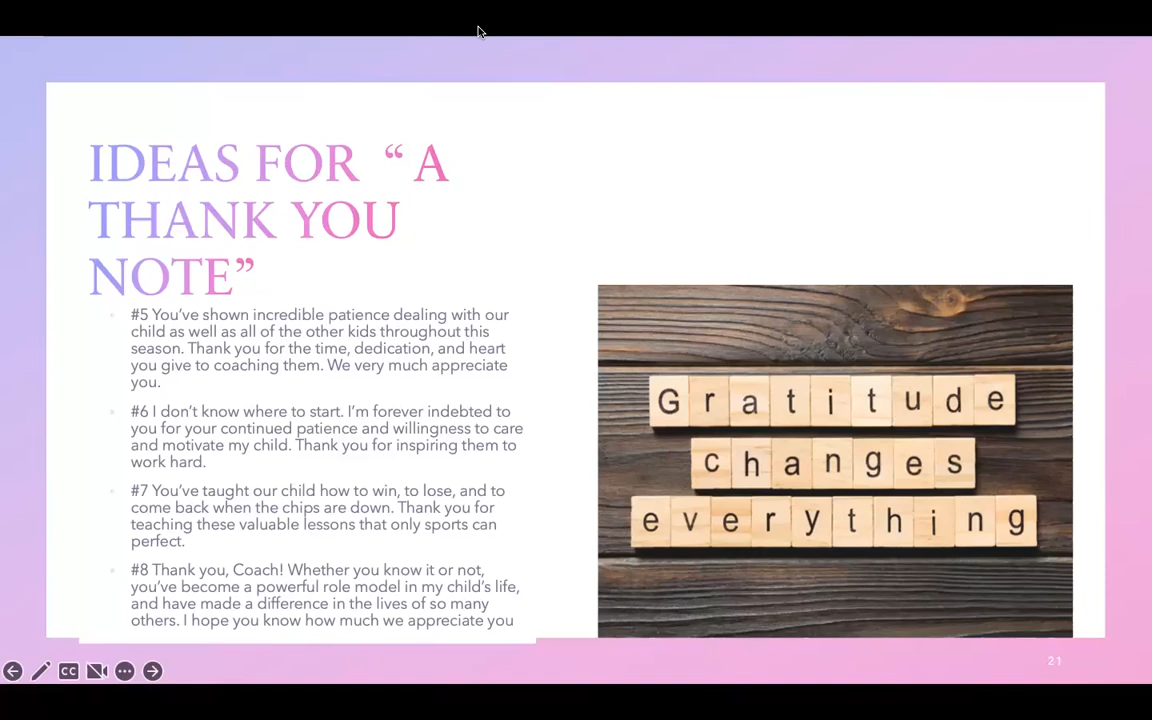 IDEAS FOR “ A
THANK YOU
NOTE”
#5 You’ve shown incredible patience dealing with our
child as well as all of the other kids throughout this
season. Thank you for the time, dedication, and heart
you give to coaching them. We very much appreciate
you.
#6 I don’t know where to start. I’m forever indebted to
you for your continued patience and willingness to care
and motivate my child. Thank you for inspiring them to
work hard.
#7 You’ve taught our child how to win, to lose, and to
come back when the chips are down. Thank you for
teaching these valuable lessons that only sports can
perfect.
#8 Thank you, Coach! Whether you know it or not,
you’ve become a powerful role model in my child’s life,
and have made a difference in the lives of so many
others. I hope you know how much we appreciate you
Gratitude
changes
everything
CC
21